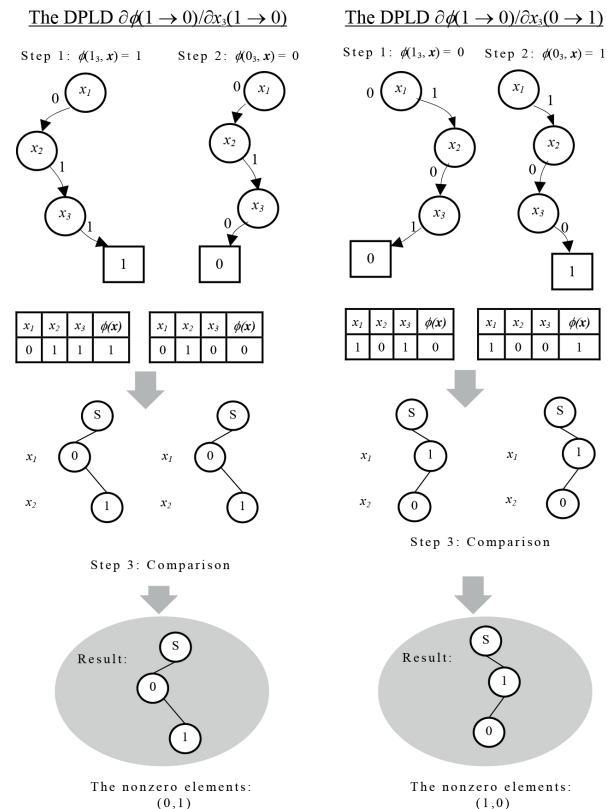 The DPLD ∂ϕ(1 → 0)/∂x₃(1 → 0)
Step 1: ϕ(1₃, x) = 1
Step 2: ϕ(0₃, x) = 0
0
x₁
x₂
1
x₃
1
1
0
x₁
x₂
1
x₃
0
0
x₁ x₂ x₃ ϕ(x)
0 1 1 1
x₁ x₂ x₃ ϕ(x)
0 1 0 0
S
x₁ 0
x₂ 1
S
x₁ 0
x₂ 1
Step 3: Comparison
Result:
S
0
1
The nonzero elements:
(0,1)
The DPLD ∂ϕ(1 → 0)/∂x₃(0 → 1)
Step 1: ϕ(1₃, x) = 0
Step 2: ϕ(0₃, x) = 1
0
x₁
1
x₂
0
x₃
1
0
x₁
1
x₂
0
x₃
0
1
x₁ x₂ x₃ ϕ(x)
1 0 1 0
x₁ x₂ x₃ ϕ(x)
1 0 0 1
S
x₁ 1
x₂ 0
S
x₁ 1
x₂ 0
Step 3: Comparison
Result:
S
1
0
The nonzero elements:
(1,0)